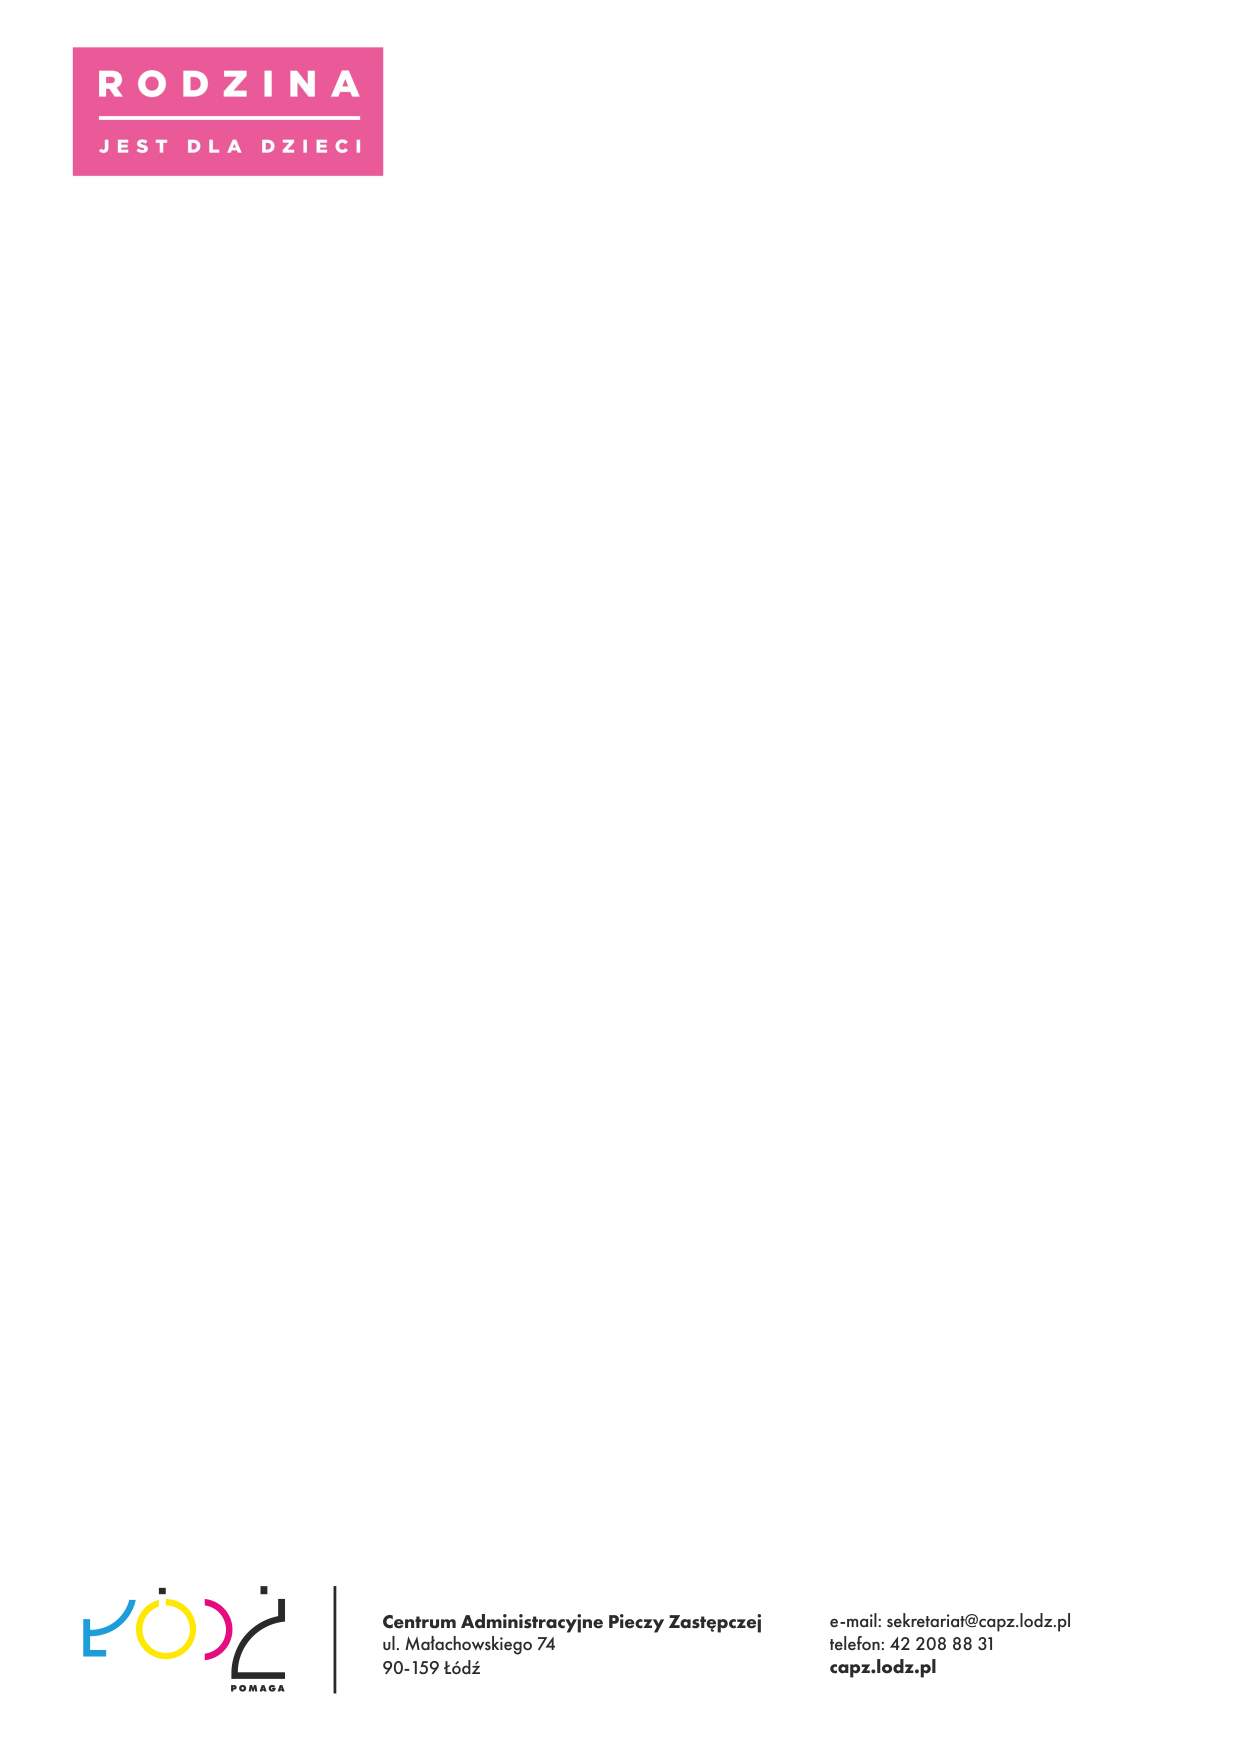 RODZINA
JEST DLA DZIECI
ŁÓDŹ
POMAGA
Centrum Administracyjne Pieczy Zastępczej
ul. Małachowskiego 74
90-159 Łódź
e-mail: sekretariat@capz.lodz.pl
telefon: 42 208 88 31
capz.lodz.pl